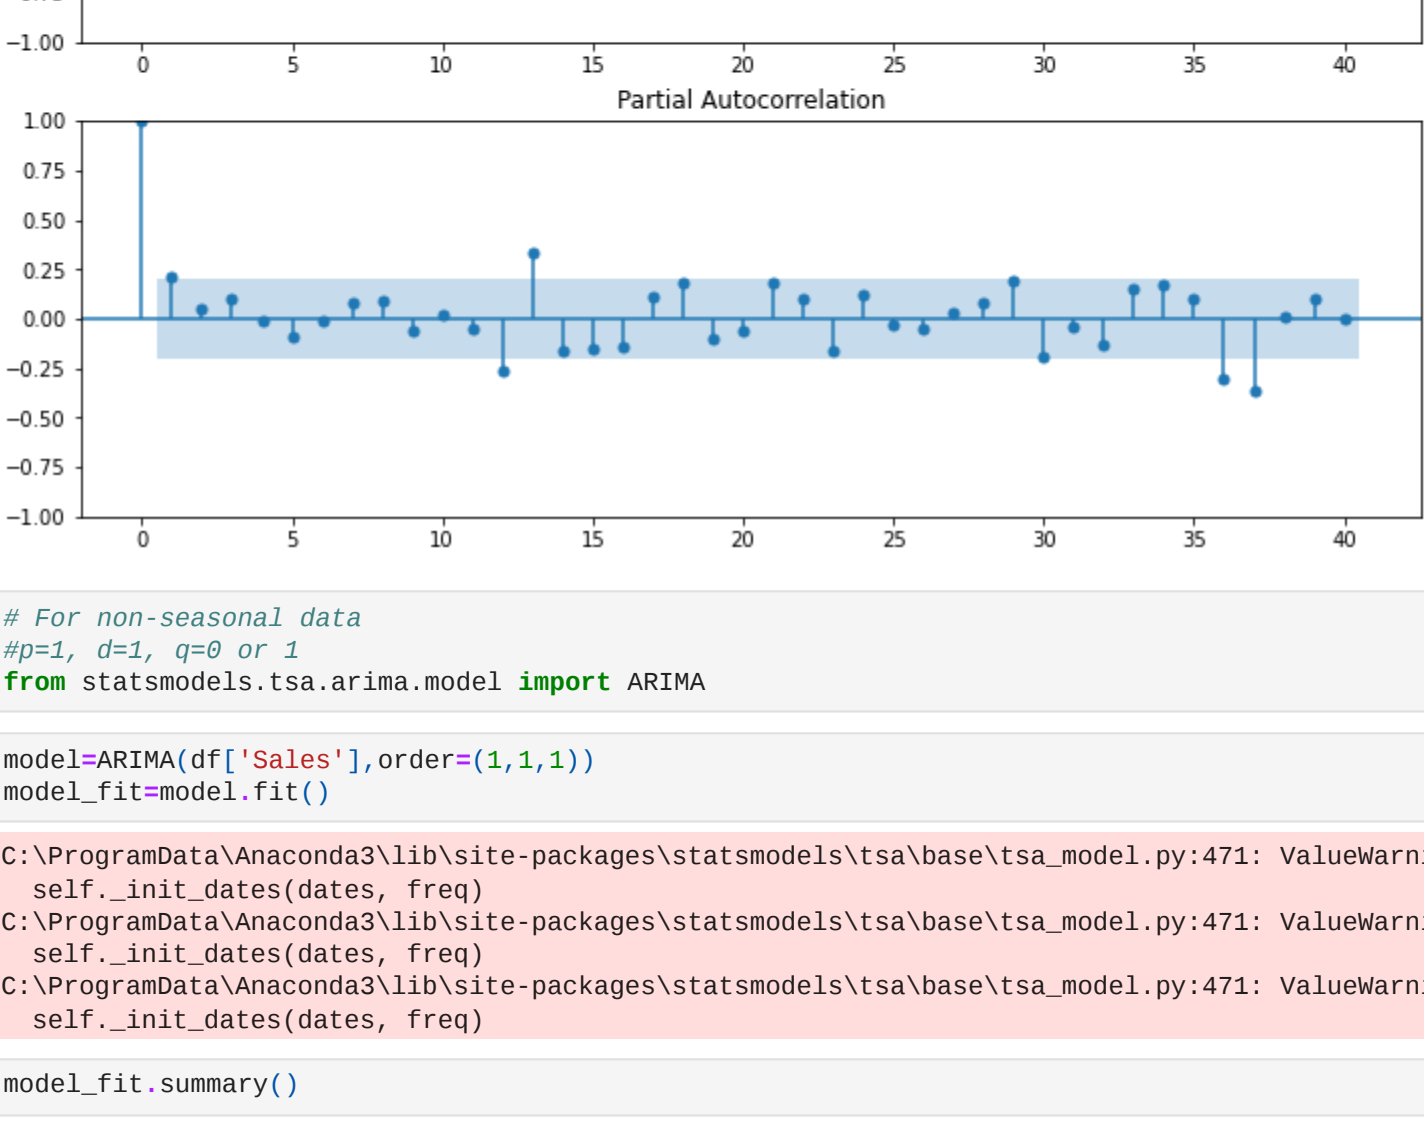 −1.00
0 5 10 15 20 25 30 35 40
Partial Autocorrelation
1.00
0.75
0.50
0.25
0.00
−0.25
−0.50
−0.75
−1.00
0 5 10 15 20 25 30 35 40
# For non-seasonal data
#p=1, d=1, q=0 or 1
from statsmodels.tsa.arima.model import ARIMA
model=ARIMA(df['Sales'],order=(1,1,1))
model_fit=model.fit()
C:\ProgramData\Anaconda3\lib\site-packages\statsmodels\tsa\base\tsa_model.py:471: ValueWarni
self._init_dates(dates, freq)
C:\ProgramData\Anaconda3\lib\site-packages\statsmodels\tsa\base\tsa_model.py:471: ValueWarni
self._init_dates(dates, freq)
C:\ProgramData\Anaconda3\lib\site-packages\statsmodels\tsa\base\tsa_model.py:471: ValueWarni
self._init_dates(dates, freq)
model_fit.summary()